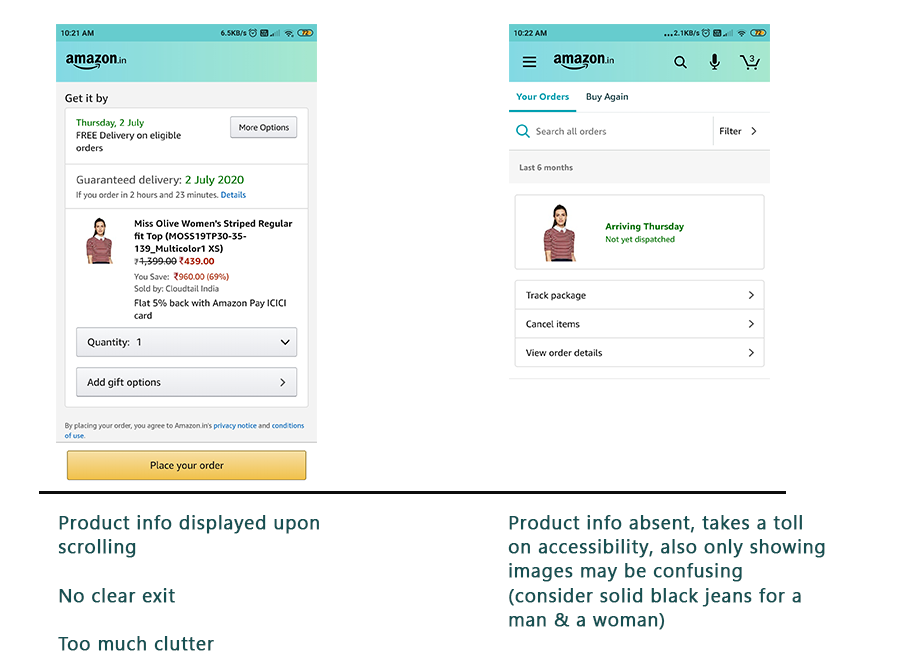 10:21 AM
6.5KB/s
amazon.in
Get it by
Thursday, 2 July
FREE Delivery on eligible
orders
More Options
Guaranteed delivery: 2 July 2020
If you order in 2 hours and 23 minutes. Details
Miss Olive Women's Striped Regular
fit Top (MOSS19TP30-35-
139_Multicolor1 XS)
₹1,399.00 ₹439.00
You Save: ₹960.00 (69%)
Sold by: Cloudtail India
Flat 5% back with Amazon Pay ICICI
card
Quantity: 1
Add gift options
By placing your order, you agree to Amazon.in's privacy notice and conditions
of use.
Place your order
Product info displayed upon
scrolling
No clear exit
Too much clutter
10:22 AM
...2.1KB/s
amazon.in
3
Your Orders Buy Again
Search all orders
Filter
Last 6 months
Arriving Thursday
Not yet dispatched
Track package
Cancel items
View order details
Product info absent, takes a toll
on accessibility, also only showing
images may be confusing
(consider solid black jeans for a
man & a woman)